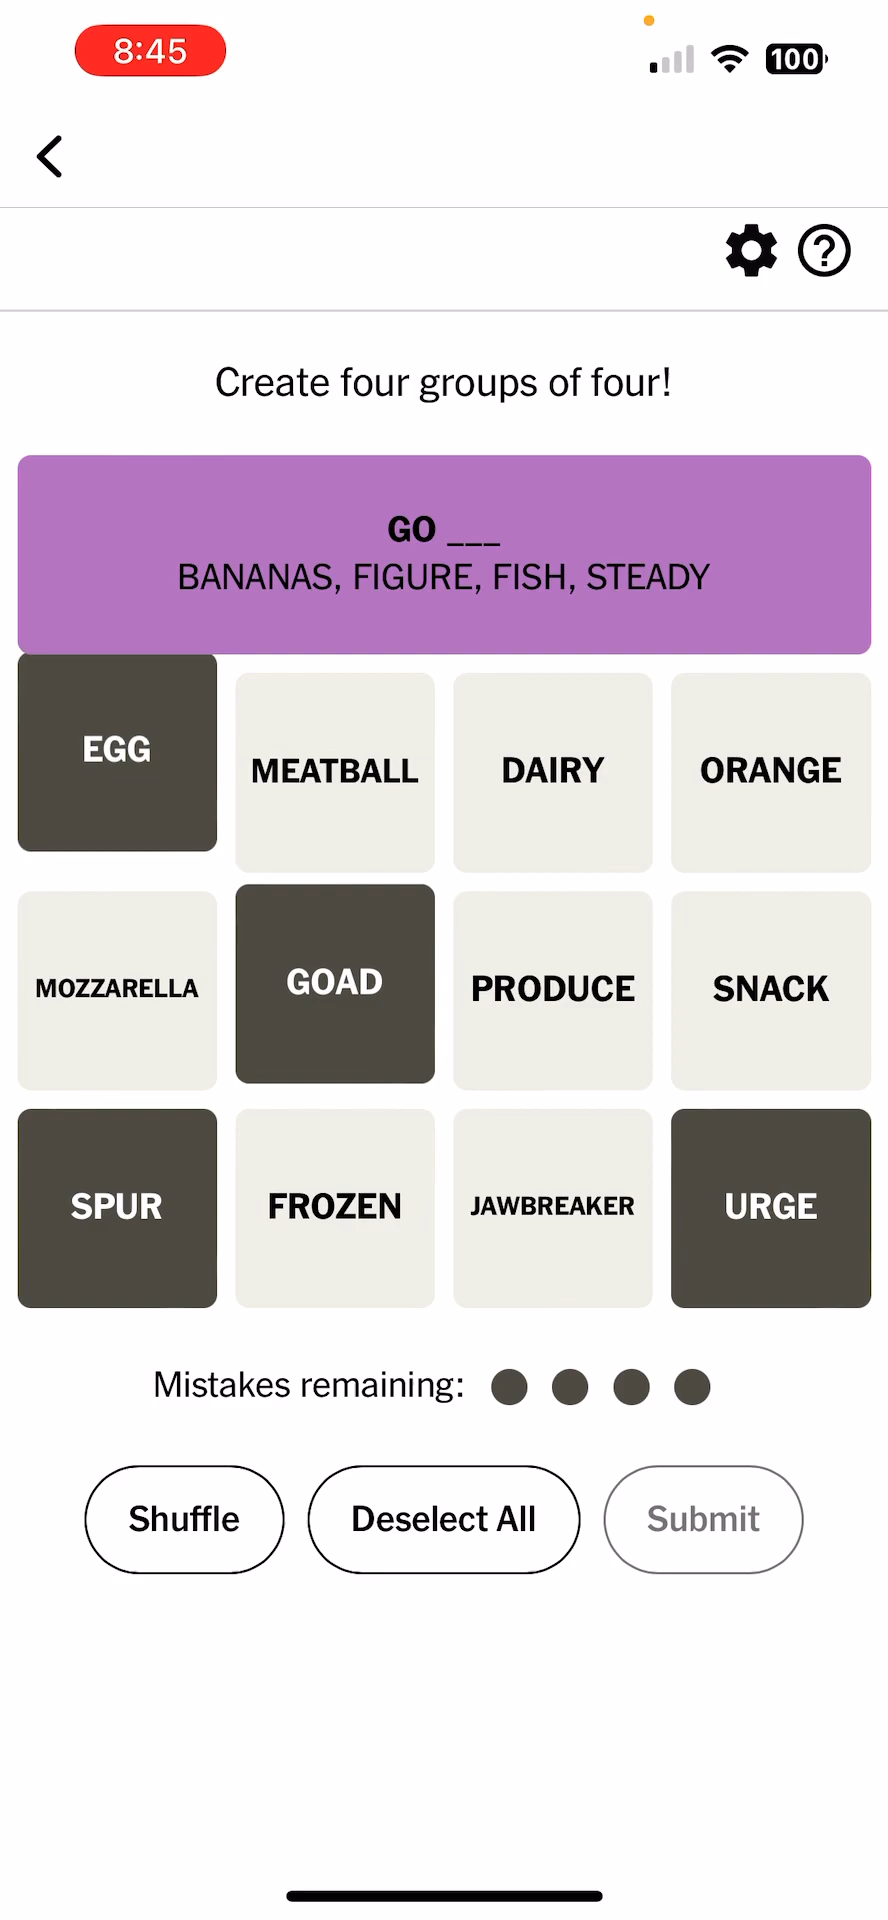 8:45
100
Create four groups of four!
GO ___
BANANAS, FIGURE, FISH, STEADY
EGG
MEATBALL
DAIRY
ORANGE
MOZZARELLA
GOAD
PRODUCE
SNACK
SPUR
FROZEN
JAWBREAKER
URGE
Mistakes remaining:
Shuffle
Deselect All
Submit